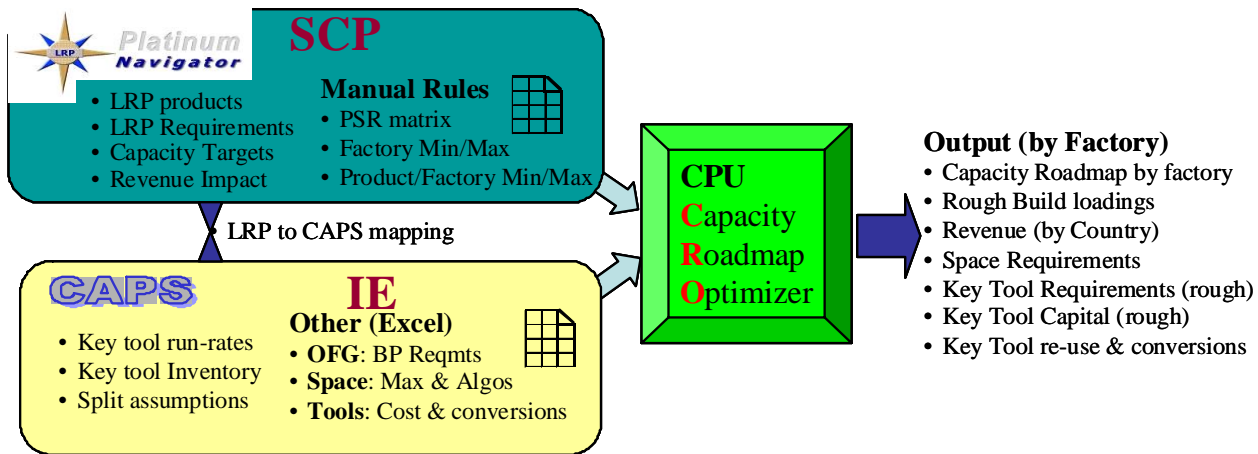 LRP
Platinum
Navigator
SCP
• LRP products
• LRP Requirements
• Capacity Targets
• Revenue Impact
Manual Rules
• PSR matrix
• Factory Min/Max
• Product/Factory Min/Max
• LRP to CAPS mapping
CAPS
IE
• Key tool run-rates
• Key tool Inventory
• Split assumptions
Other (Excel)
• OFG: BP Reqmts
• Space: Max & Algos
• Tools: Cost & conversions
CPU
Capacity
Roadmap
Optimizer
Output (by Factory)
• Capacity Roadmap by factory
• Rough Build loadings
• Revenue (by Country)
• Space Requirements
• Key Tool Requirements (rough)
• Key Tool Capital (rough)
• Key Tool re-use & conversions